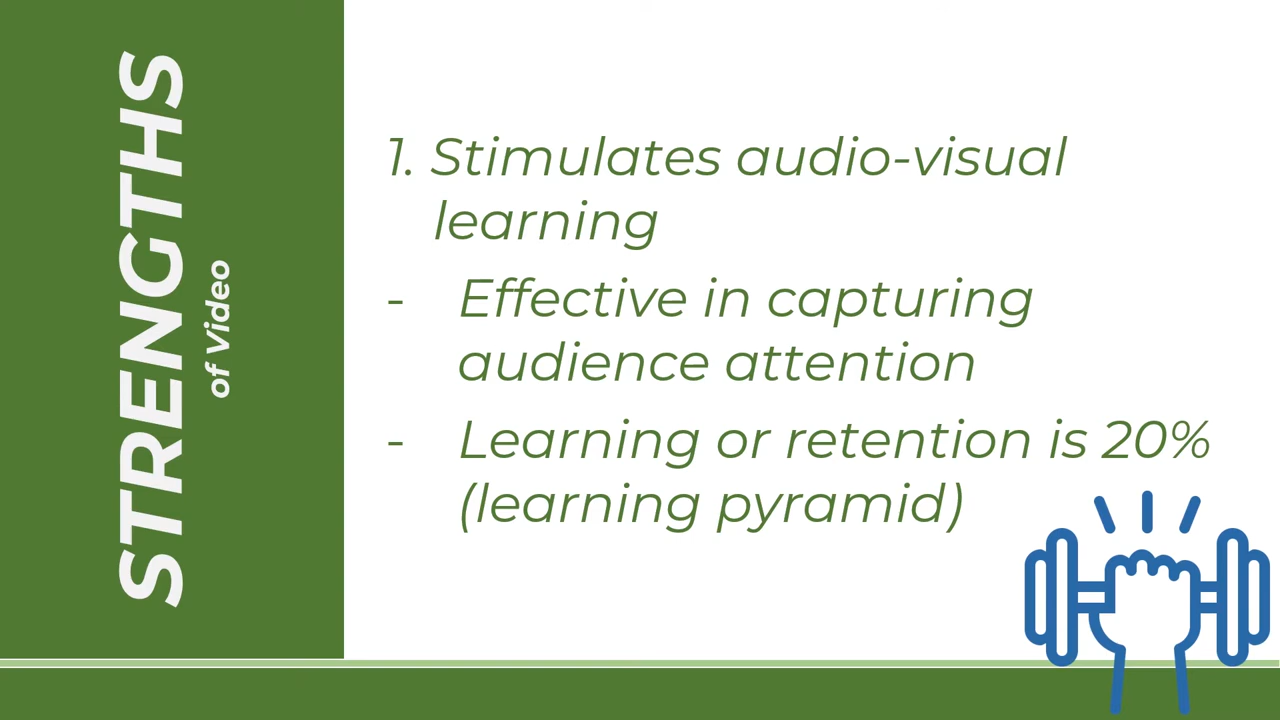 STRENGTHS
of Video
1. Stimulates audio-visual
learning
- Effective in capturing
audience attention
- Learning or retention is 20%
(learning pyramid)